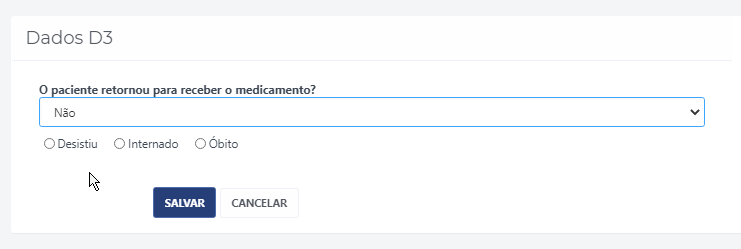 Dados D3
O paciente retornou para receber o medicamento?
Não
Desistiu Internado Óbito
SALVAR CANCELAR